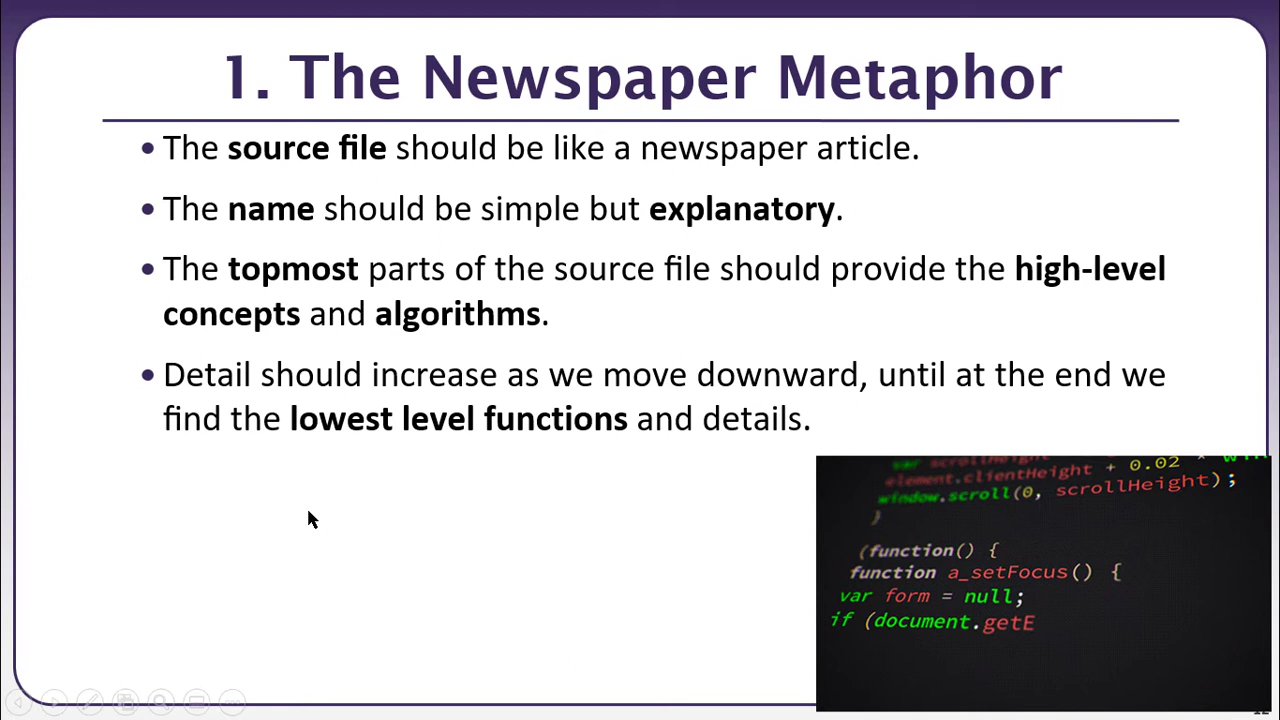 1. The Newspaper Metaphor
• The source file should be like a newspaper article.
• The name should be simple but explanatory.
• The topmost parts of the source file should provide the high-level
concepts and algorithms.
• Detail should increase as we move downward, until at the end we
find the lowest level functions and details.
var scrollHeight
element.clientHeight + 0.02 *
window.scroll(0, scrollHeight);
}
(function() {
function a_setFocus() {
var form = null;
if (document.getE